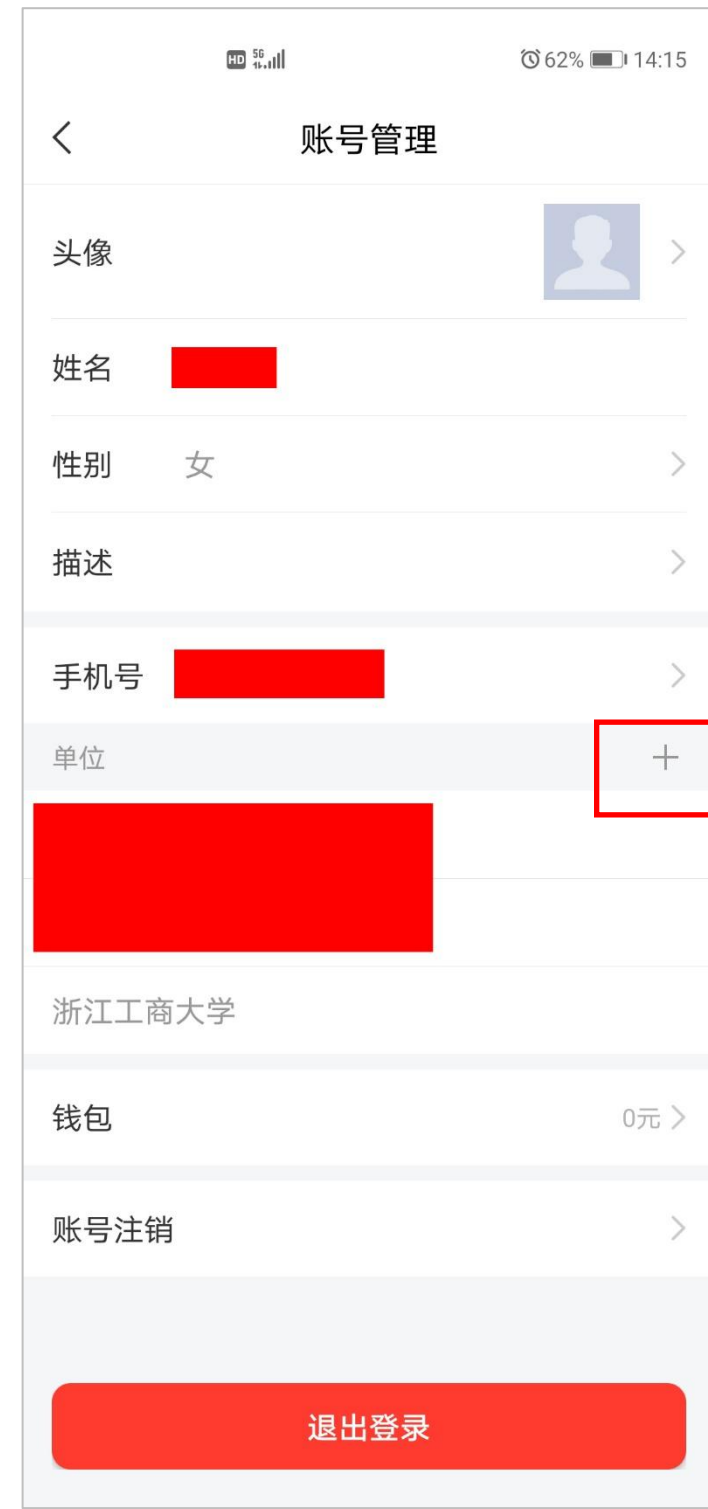 HD 5G 62% 14:15
账号管理
头像
姓名
性别 女
描述
手机号
单位
浙江工商大学
钱包 0元
账号注销
退出登录